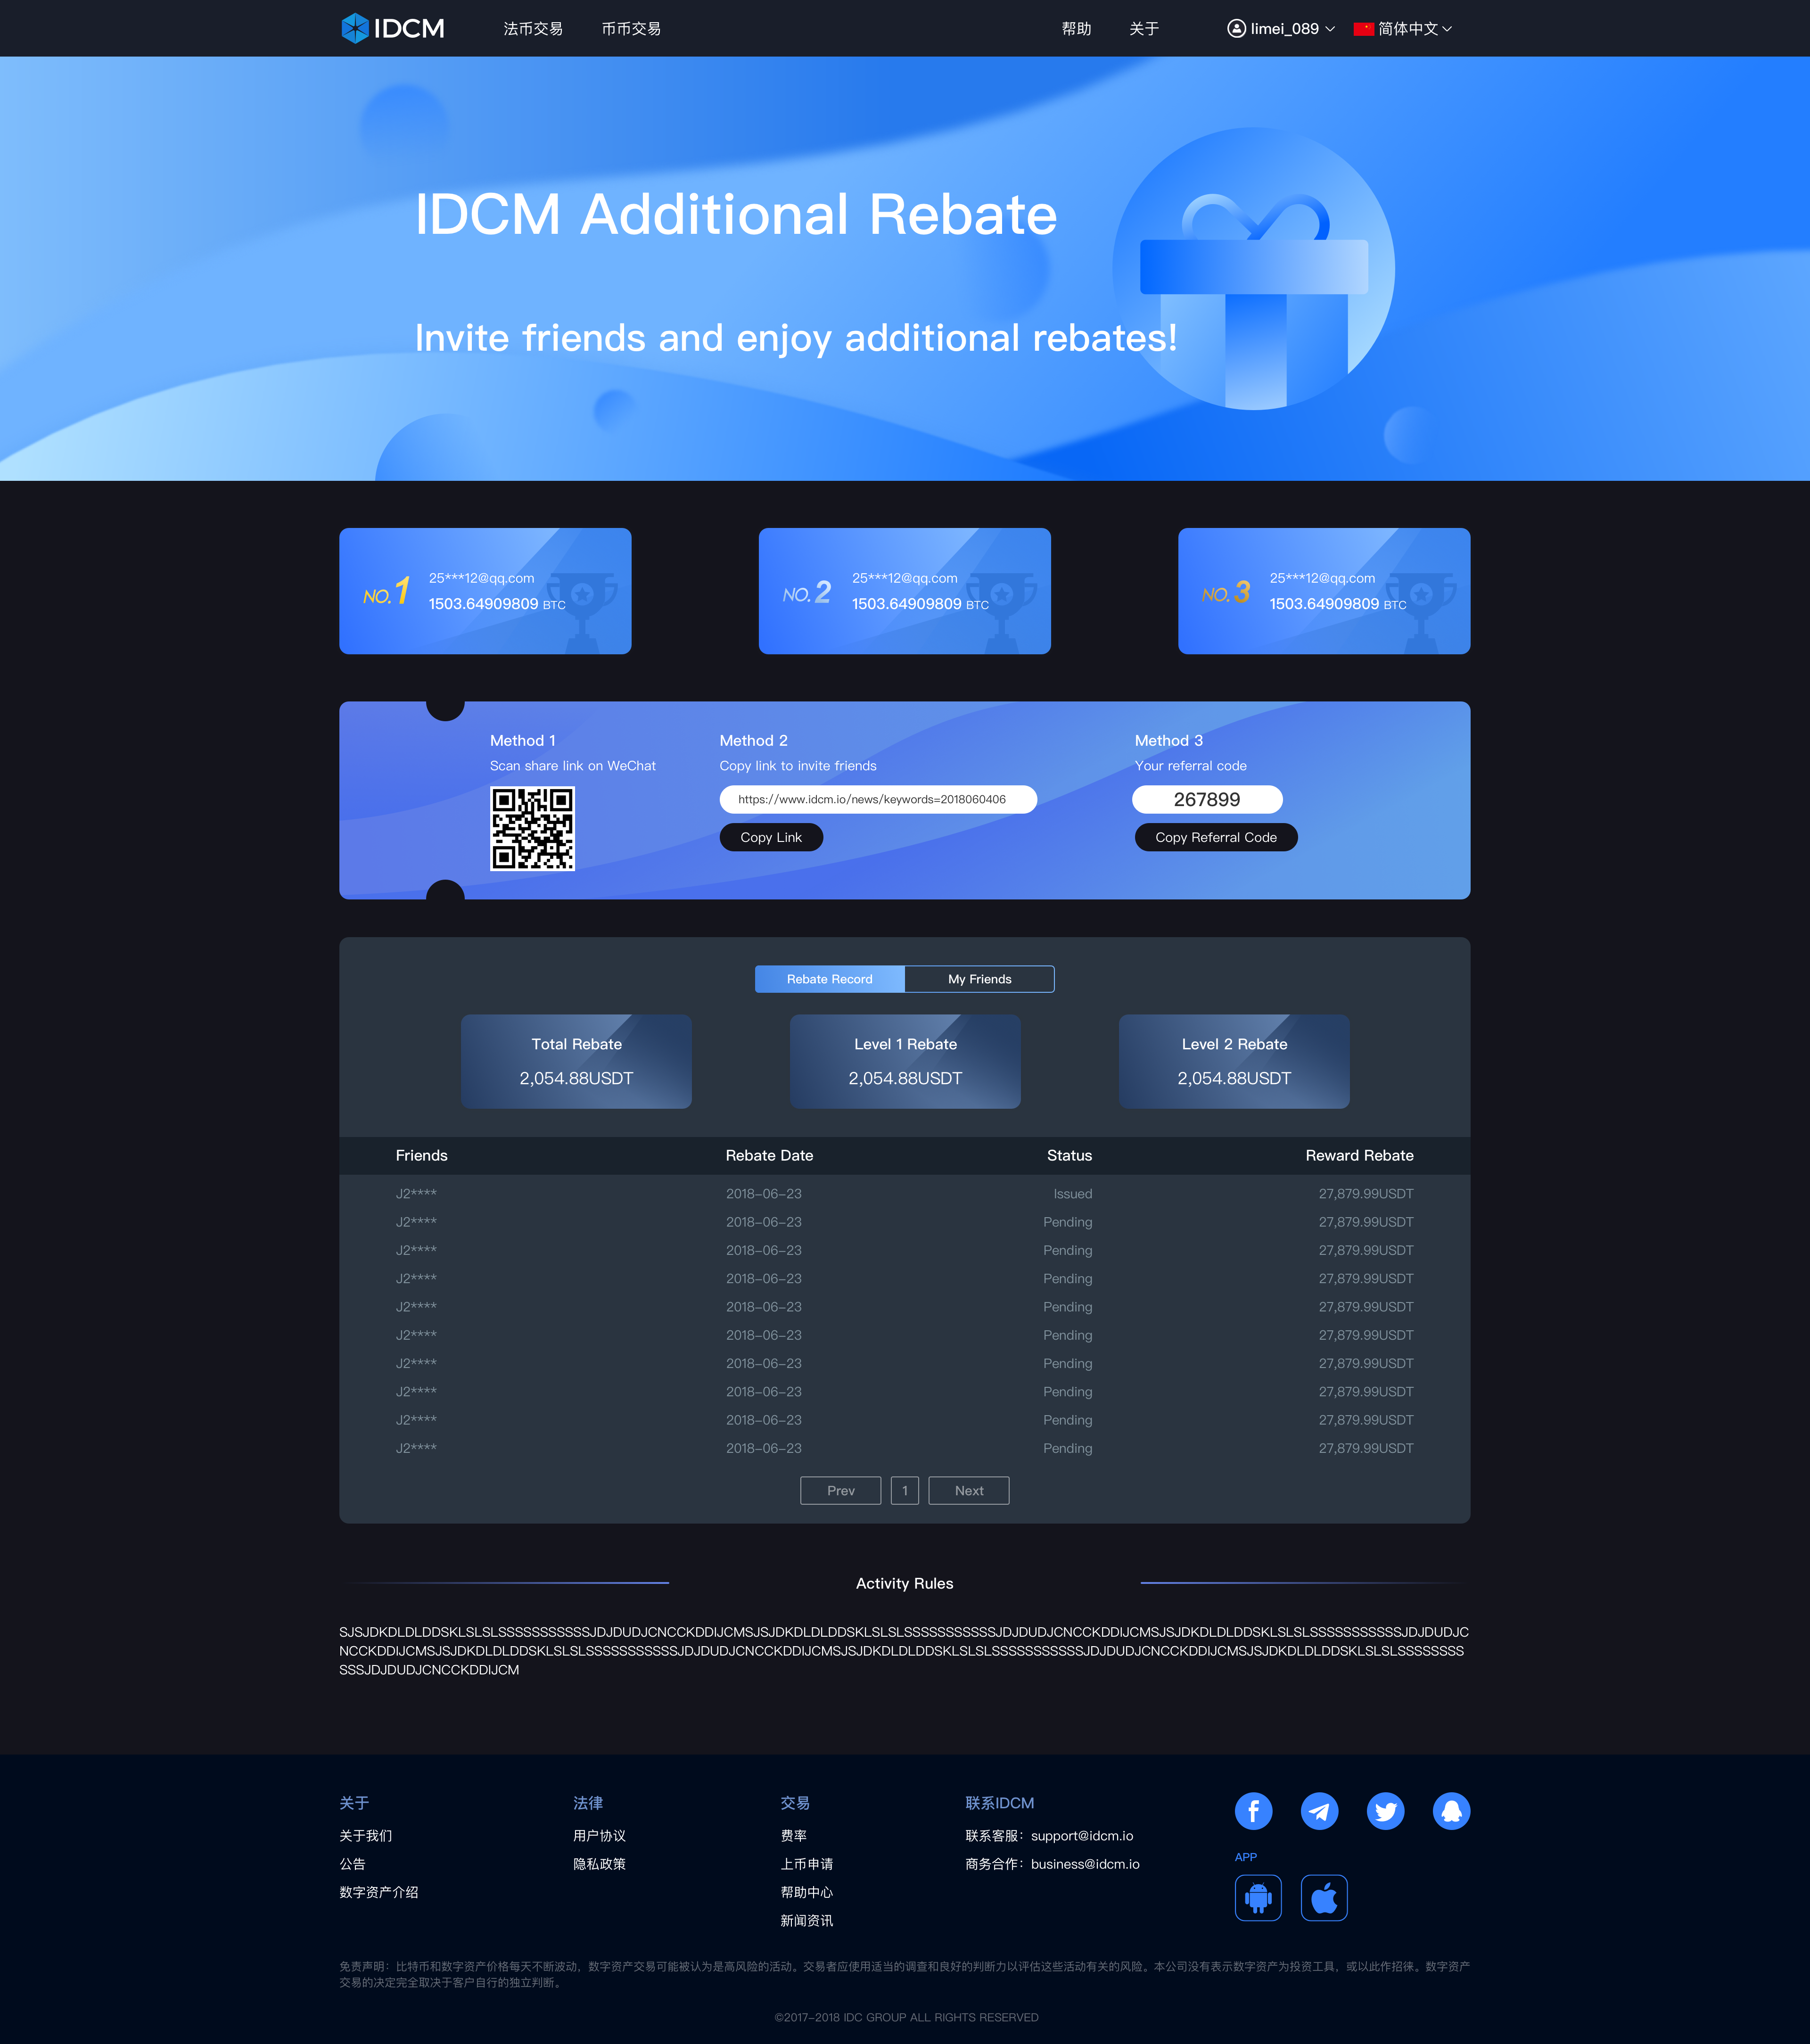 IDCM 法币交易 币币交易 帮助 关于 limei_089 简体中文
IDCM Additional Rebate
Invite friends and enjoy additional rebates!
NO.1 25***12@qq.com
1503.64909809 BTC
NO.2 25***12@qq.com
1503.64909809 BTC
NO.3 25***12@qq.com
1503.64909809 BTC
Method 1
Scan share link on WeChat
Method 2
Copy link to invite friends
https://www.idcm.io/news/keywords=2018060406
Copy Link
Method 3
Your referral code
267899
Copy Referral Code
Rebate Record My Friends
Total Rebate
2,054.88USDT
Level 1 Rebate
2,054.88USDT
Level 2 Rebate
2,054.88USDT
Friends Rebate Date Status Reward Rebate
J2**** 2018-06-23 Issued 27,879.99USDT
J2**** 2018-06-23 Pending 27,879.99USDT
J2**** 2018-06-23 Pending 27,879.99USDT
J2**** 2018-06-23 Pending 27,879.99USDT
J2**** 2018-06-23 Pending 27,879.99USDT
J2**** 2018-06-23 Pending 27,879.99USDT
J2**** 2018-06-23 Pending 27,879.99USDT
J2**** 2018-06-23 Pending 27,879.99USDT
J2**** 2018-06-23 Pending 27,879.99USDT
J2**** 2018-06-23 Pending 27,879.99USDT
Prev 1 Next
Activity Rules
SJSJDKDLDLDDSKLSLSLSSSSSSSSSSSJDJDUDJCNCCKDDIJCMSJSJDKDLDLDDSKLSLSLSSSSSSSSSSSJDJDUDJCNCCKDDIJCMSJSJDKDLDLDDSKLSLSLSSSSSSSSSSSJDJDUDJC
NCCKDDIJCMSJSJDKDLDLDDSKLSLSLSSSSSSSSSSSJDJDUDJCNCCKDDIJCMSJSJDKDLDLDDSKLSLSLSSSSSSSSSSSJDJDUDJCNCCKDDIJCMSJSJDKDLDLDDSKLSLSLSSSSSSSS
SSSJDJDUDJCNCCKDDIJCM
关于
关于我们
公告
数字资产介绍
法律
用户协议
隐私政策
交易
费率
上币申请
帮助中心
新闻资讯
联系IDCM
联系客服：support@idcm.io
商务合作：business@idcm.io
APP
免责声明：比特币和数字资产价格每天不断波动，数字资产交易可能被认为是高风险的活动。交易者应使用适当的调查和良好的判断力以评估这些活动有关的风险。本公司没有表示数字资产为投资工具，或以此作招徕。数字资产
交易的决定完全取决于客户自行的独立判断。
©2017-2018 IDC GROUP ALL RIGHTS RESERVED